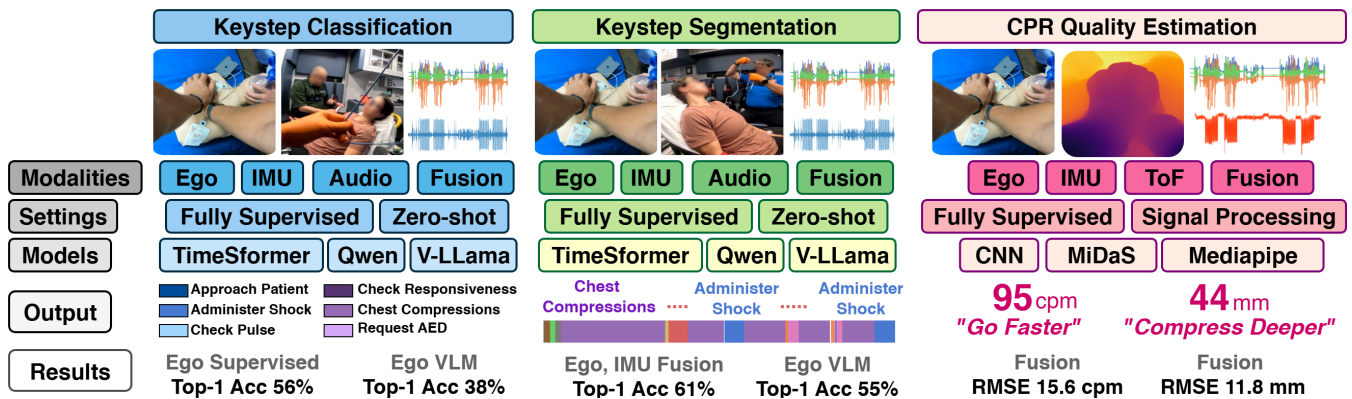 Keystep Classification
Keystep Segmentation
CPR Quality Estimation
Modalities
Ego IMU Audio Fusion
Ego IMU Audio Fusion
Ego IMU ToF Fusion
Settings
Fully Supervised Zero-shot
Fully Supervised Zero-shot
Fully Supervised Signal Processing
Models
TimeSformer Qwen V-LLama
TimeSformer Qwen V-LLama
CNN MiDaS Mediapipe
Output
Approach Patient
Check Responsiveness
Administer Shock
Chest Compressions
Check Pulse
Request AED
Chest
Compressions
Administer
Shock
Administer
Shock
95 cpm
"Go Faster"
44 mm
"Compress Deeper"
Results
Ego Supervised
Top-1 Acc 56%
Ego VLM
Top-1 Acc 38%
Ego, IMU Fusion
Top-1 Acc 61%
Ego VLM
Top-1 Acc 55%
Fusion
RMSE 15.6 cpm
Fusion
RMSE 11.8 mm